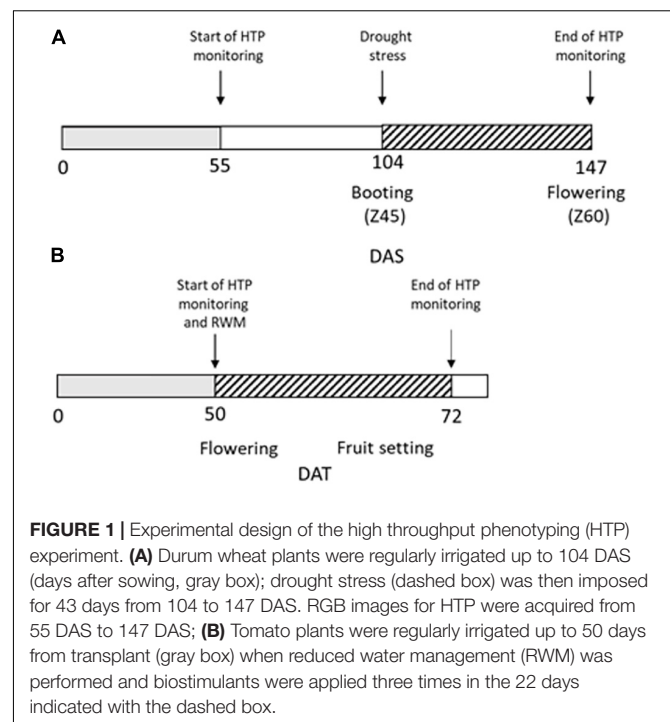 A
Start of HTP
monitoring
Drought
stress
End of HTP
monitoring
0
55
104
147
Booting
(Z45)
Flowering
(Z60)
DAS
B
Start of HTP
monitoring
and RWM
End of HTP
monitoring
0
50
72
Flowering
Fruit setting
DAT
FIGURE 1 | Experimental design of the high throughput phenotyping (HTP)
experiment. (A) Durum wheat plants were regularly irrigated up to 104 DAS
(days after sowing, gray box); drought stress (dashed box) was then imposed
for 43 days from 104 to 147 DAS. RGB images for HTP were acquired from
55 DAS to 147 DAS; (B) Tomato plants were regularly irrigated up to 50 days
from transplant (gray box) when reduced water management (RWM) was
performed and biostimulants were applied three times in the 22 days
indicated with the dashed box.